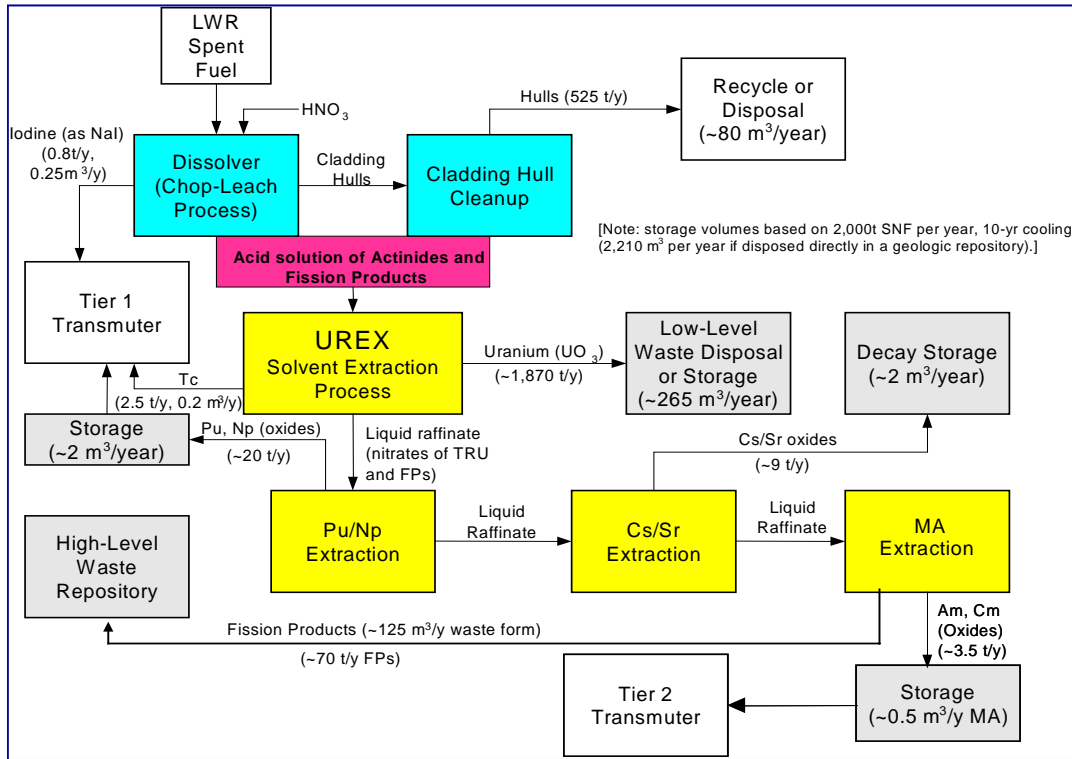 LWR
Spent
Fuel
HNO3
Iodine (as NaI)
(0.8t/y,
0.25m3/y)
Dissolver
(Chop-Leach
Process)
Cladding
Hulls
Cladding Hull
Cleanup
Hulls (525 t/y)
Recycle or
Disposal
(~80 m3/year)
[Note: storage volumes based on 2,000t SNF per year, 10-yr cooling
(2,210 m3 per year if disposed directly in a geologic repository).]
Acid solution of Actinides and
Fission Products
Tier 1
Transmuter
UREX
Solvent Extraction
Process
Uranium (UO3)
(~1,870 t/y)
Low-Level
Waste Disposal
or Storage
(~265 m3/year)
Decay Storage
(~2 m3/year)
Tc
(2.5 t/y, 0.2 m3/y)
Storage
(~2 m3/year)
Pu, Np (oxides)
(~20 t/y)
Liquid raffinate
(nitrates of TRU
and FPs)
Cs/Sr oxides
(~9 t/y)
High-Level
Waste
Repository
Pu/Np
Extraction
Liquid
Raffinate
Cs/Sr
Extraction
Liquid
Raffinate
MA
Extraction
Fission Products (~125 m3/y waste form)
(~70 t/y FPs)
Am, Cm
(Oxides)
(~3.5 t/y)
Tier 2
Transmuter
Storage
(~0.5 m3/y MA)